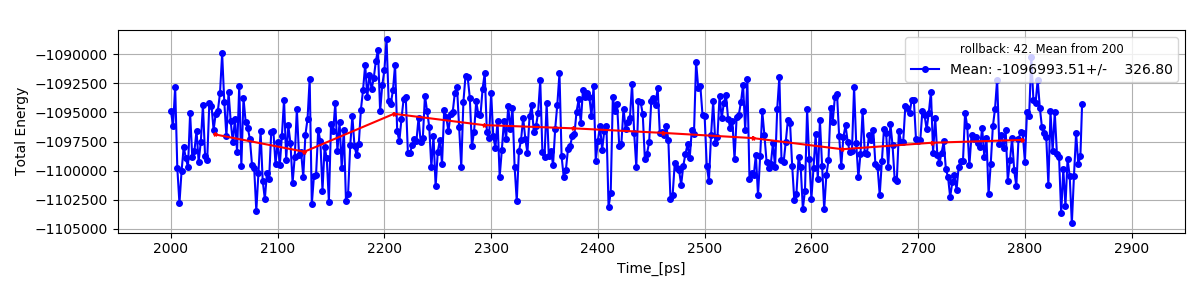 rollback: 42. Mean from 200
Mean: -1096993.51+/- 326.80
Total Energy
−1090000
−1092500
−1095000
−1097500
−1100000
−1102500
−1105000
2000 2100 2200 2300 2400 2500 2600 2700 2800 2900
Time_[ps]